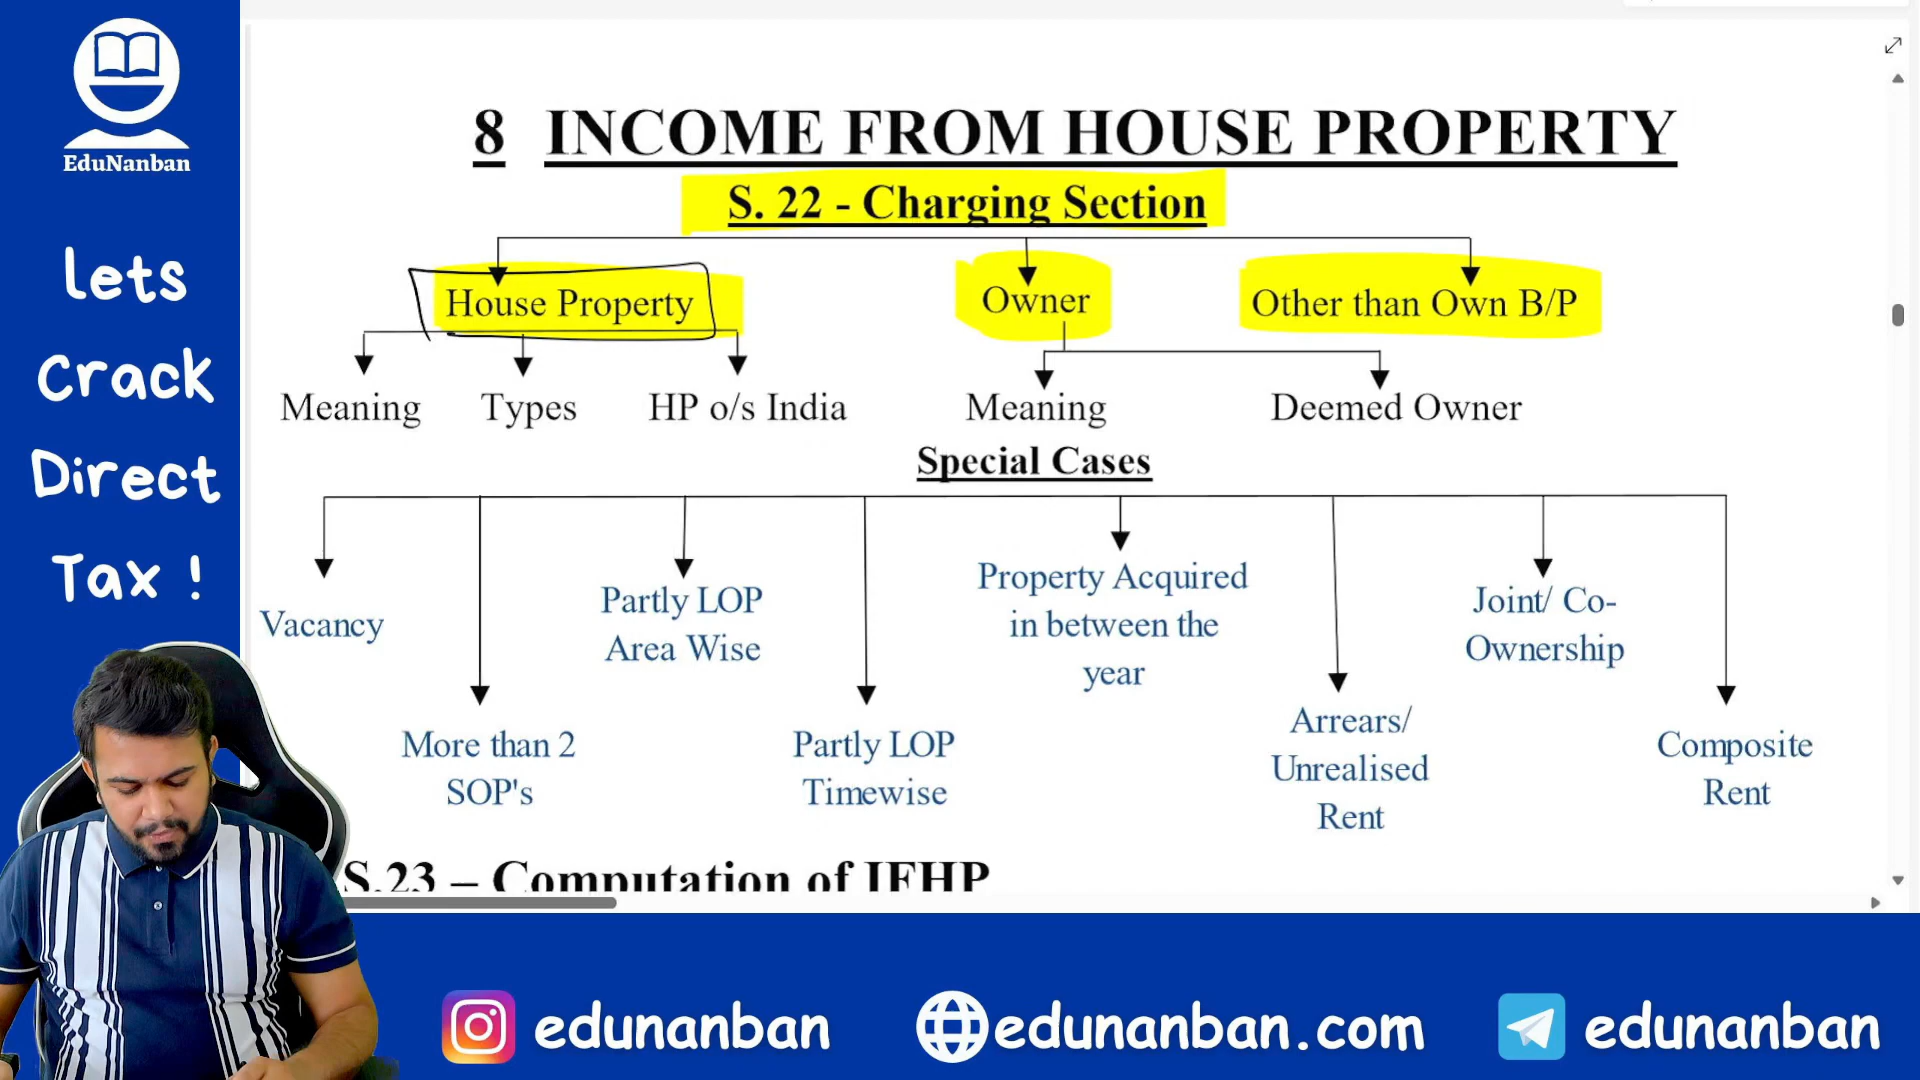 EduNanban
lets
Crack
Direct
Tax !
8 INCOME FROM HOUSE PROPERTY
S. 22 - Charging Section
House Property
Owner
Other than Own B/P
Meaning
Types
HP o/s India
Meaning
Deemed Owner
Special Cases
Vacancy
More than 2
SOP's
Partly LOP
Area Wise
Partly LOP
Timewise
Property Acquired
in between the
year
Arrears/
Unrealised
Rent
Joint/ Co-
Ownership
Composite
Rent
S.23 – Computation of IFHP
edunanban
edunanban.com
edunanban